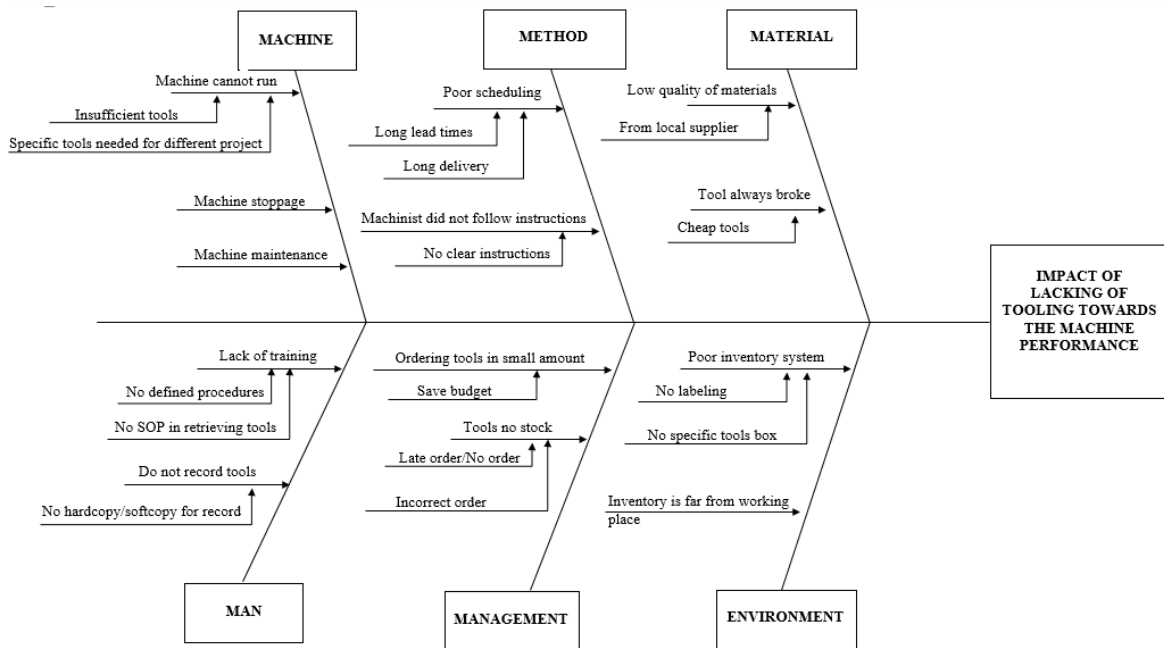 MACHINE
METHOD
MATERIAL
Machine cannot run
Insufficient tools
Specific tools needed for different project
Machine stoppage
Machine maintenance
Poor scheduling
Long lead times
Long delivery
Machinist did not follow instructions
No clear instructions
Low quality of materials
From local supplier
Tool always broke
Cheap tools
IMPACT OF
LACKING OF
TOOLING TOWARDS
THE MACHINE
PERFORMANCE
Lack of training
No defined procedures
No SOP in retrieving tools
Do not record tools
No hardcopy/softcopy for record
Ordering tools in small amount
Save budget
Tools no stock
Late order/No order
Incorrect order
Poor inventory system
No labeling
No specific tools box
Inventory is far from working
place
MAN
MANAGEMENT
ENVIRONMENT